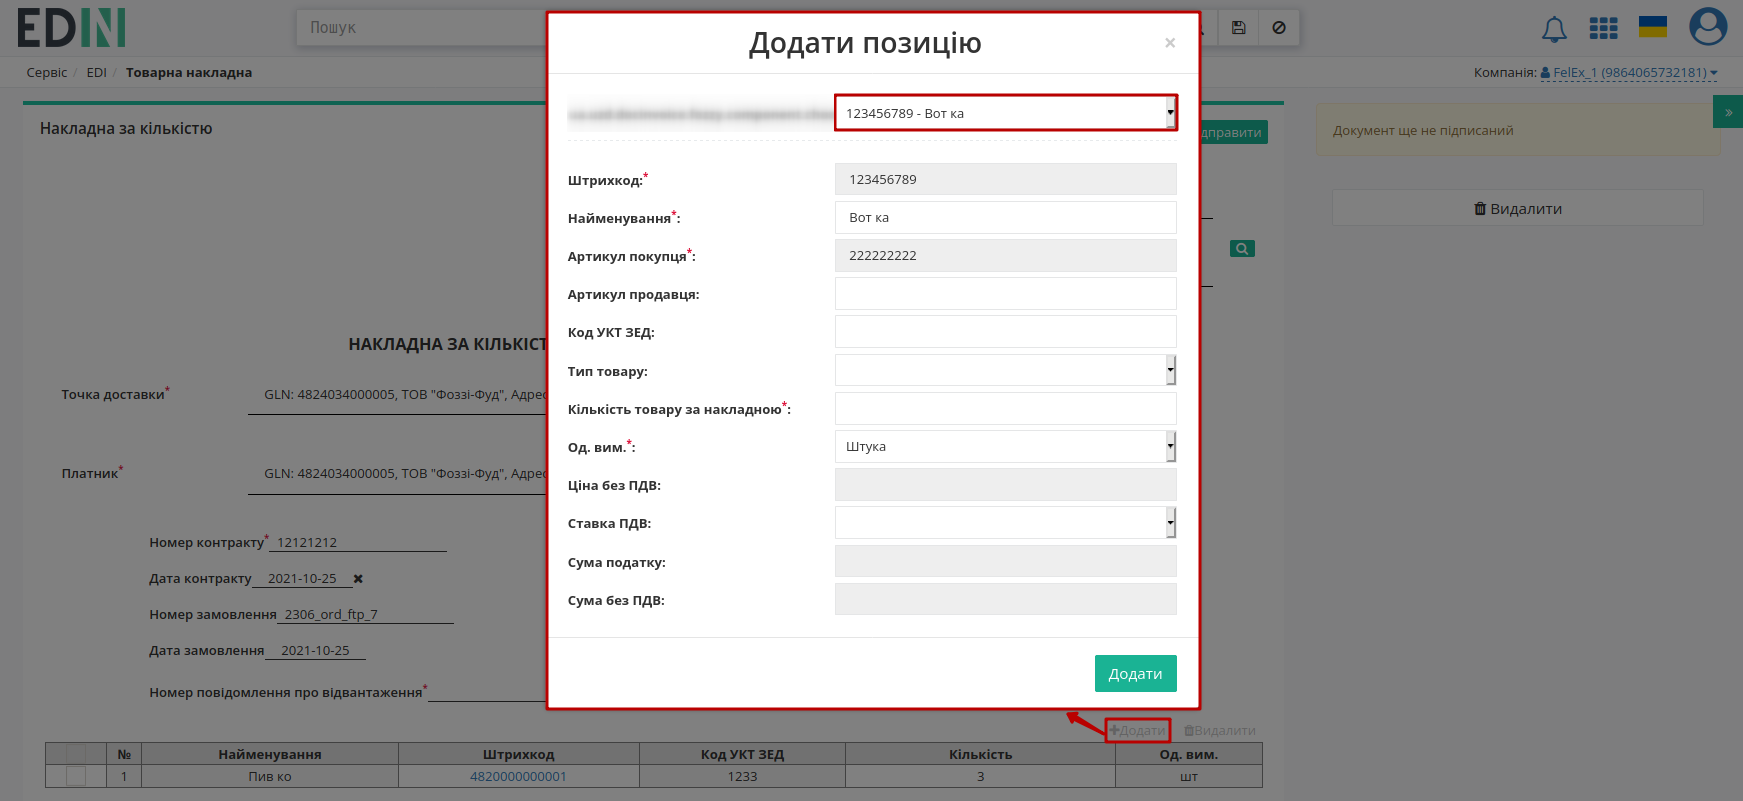 EDIN
Пошук
Сервіс / EDI / Товарна накладна
Компанія: FelEx_1 (9864065732181)
Накладна за кількістю
Документ ще не підписаний
»
Видалити
НАКЛАДНА ЗА КІЛЬКІСТ
Точка доставки* GLN: 4824034000005, ТОВ "Фоззі-Фуд", Адрес
Платник* GLN: 4824034000005, ТОВ "Фоззі-Фуд", Адрес
Номер контракту* 12121212
Дата контракту 2021-10-25 ✖
Номер замовлення 2306_ord_ftp_7
Дата замовлення 2021-10-25
Номер повідомлення про відвантаження*
Додати позицію ×
123456789 - Вот ка
дправити
Штрихкод:* 123456789
Найменування*: Вот ка
Артикул покупця*: 222222222
Артикул продавця:
Код УКТ ЗЕД:
Тип товару:
Кількість товару за накладною*:
Од. вим.*: Штука
Ціна без ПДВ:
Ставка ПДВ:
Сума податку:
Сума без ПДВ:
Додати
+Додати Видалити
№ Найменування Штрихкод Код УКТ ЗЕД Кількість Од. вим.
1 Пив ко 4820000000001 1233 3 шт